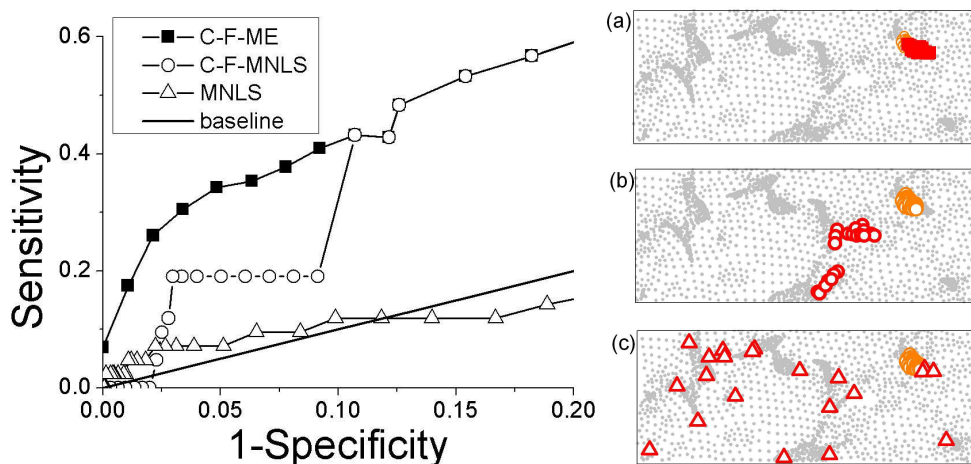 C-F-ME
C-F-MNLS
MNLS
baseline
0.6
0.4
0.2
0.0
Sensitivity
0.00
0.05
0.10
0.15
0.20
1-Specificity
(a)
(b)
(c)